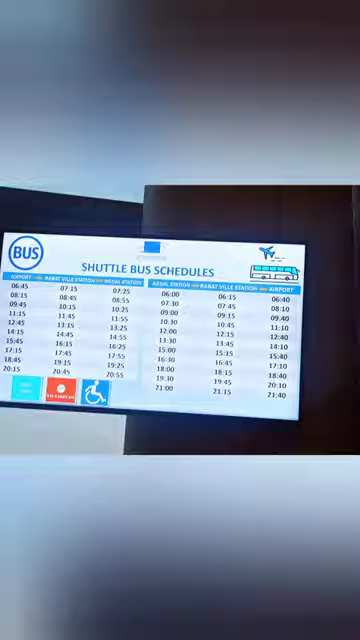 BUS
SHUTTLE BUS SCHEDULES
AIRPORT RABAT VILLE STATION AGDAL STATION AGDAL STATION RABAT VILLE STATION AIRPORT
06:45 07:15 07:25 06:00 06:15 06:40
08:15 08:45 08:55 07:30 07:45 08:10
09:45 10:15 10:25 09:00 09:15 09:40
11:15 11:45 11:55 10:30 10:45 11:10
12:45 13:15 13:25 12:00 12:15 12:40
14:15 14:45 14:55 13:30 13:45 14:10
15:45 16:15 16:25 15:00 15:15 15:40
17:15 17:45 17:55 16:30 16:45 17:10
18:45 19:15 19:25 18:00 18:15 18:40
20:15 20:45 20:55 19:30 19:45 20:10
21:00 21:15 21:40